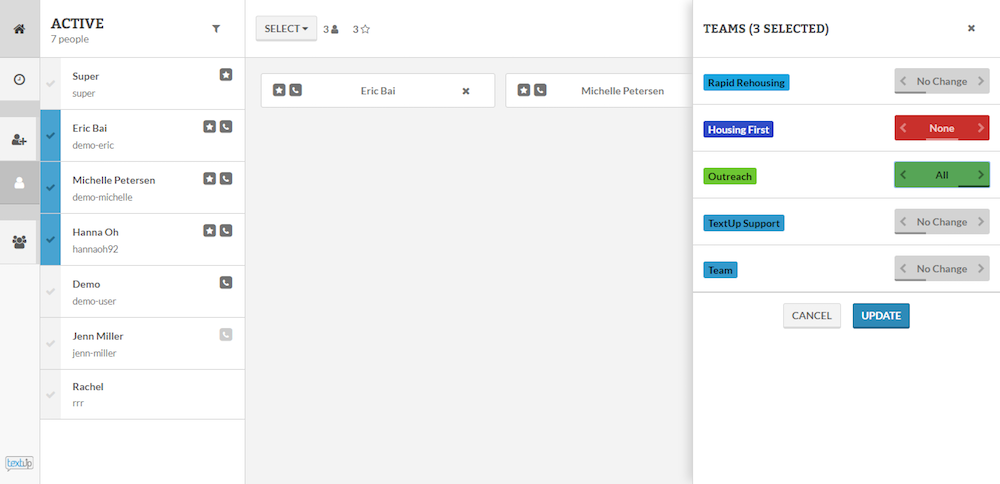 ACTIVE
7 people
Super
super
Eric Bai
demo-eric
Michelle Petersen
demo-michelle
Hanna Oh
hannaoh92
Demo
demo-user
Jenn Miller
jenn-miller
Rachel
rrr
textUp
SELECT
3
3
Eric Bai
Michelle Petersen
TEAMS (3 SELECTED)
Rapid Rehousing
No Change
Housing First
None
Outreach
All
TextUp Support
No Change
Team
No Change
CANCEL
UPDATE